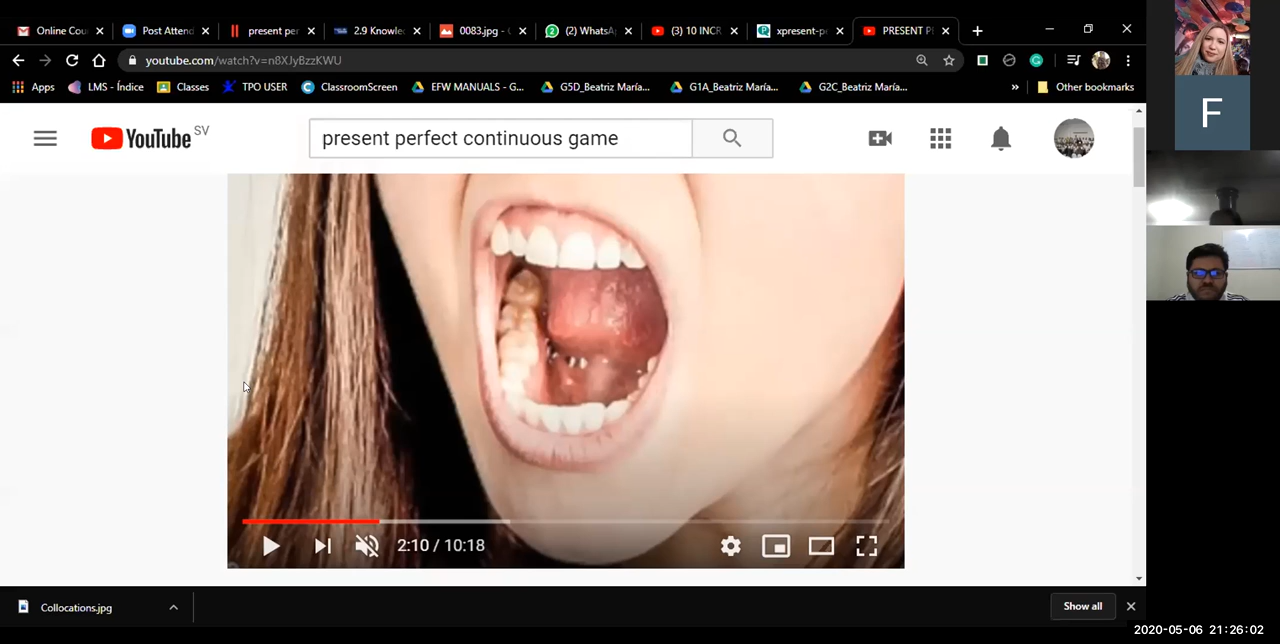 Online Cou
Post Attend
present per
2.9 Knowle
0083.jpg -
(2) WhatsA
(3) 10 INCR
xpresent-p
PRESENT P
youtube.com/watch?v=n8XJyBzzKWU
Apps
LMS - Índice
Classes
TPO USER
ClassroomScreen
EFW MANUALS - G...
G5D_Beatriz María...
G1A_Beatriz María...
G2C_Beatriz María...
»
Other bookmarks
YouTube SV
present perfect continuous game
F
2:10 / 10:18
Collocations.jpg
Show all
2020-05-06 21:26:02